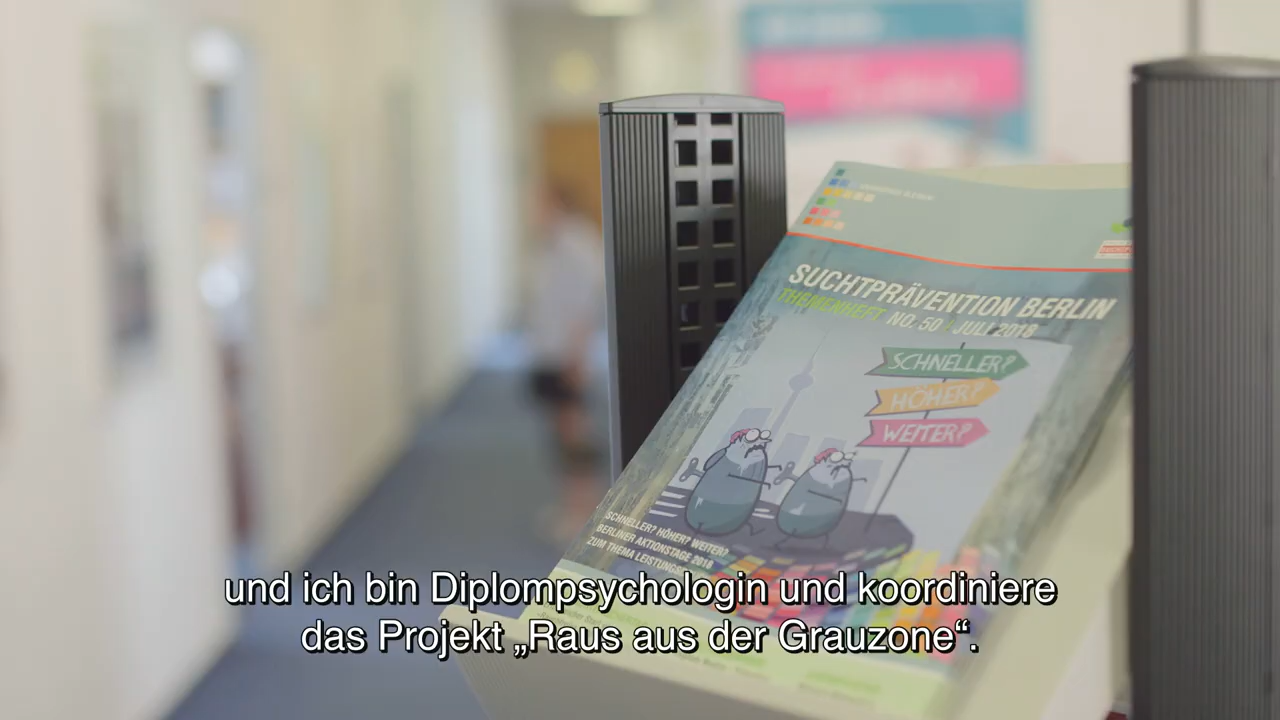 SUCHTPRÄVENTION BERLIN
THEMENHEFT NO. 50 / JULI 2018
SCHNELLER?
HÖHER?
WEITER?
SCHNELLER? HÖHER? WEITER?
BERLINER AKTIONSTAGE 2018
ZUM THEMA
und ich bin Diplompsychologin und koordiniere
das Projekt „Raus aus der Grauzone“.